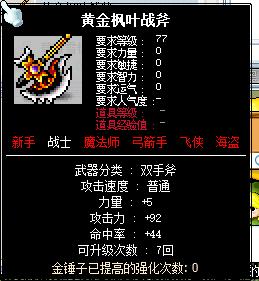 黄金枫叶战斧
要求等级： 77
要求力量： 0
要求敏捷： 0
要求智力： 0
要求运气： 0
要求人气度： -
道具等级： -
道具经验值： -
新手 战士 魔法师 弓箭手 飞侠 海盗
武器分类 ： 双手斧
攻击速度 ： 普通
力量 ： +5
攻击力 ： +92
命中率 ： +44
可升级次数 ： 7回
金锤子已提高的强化次数: 0